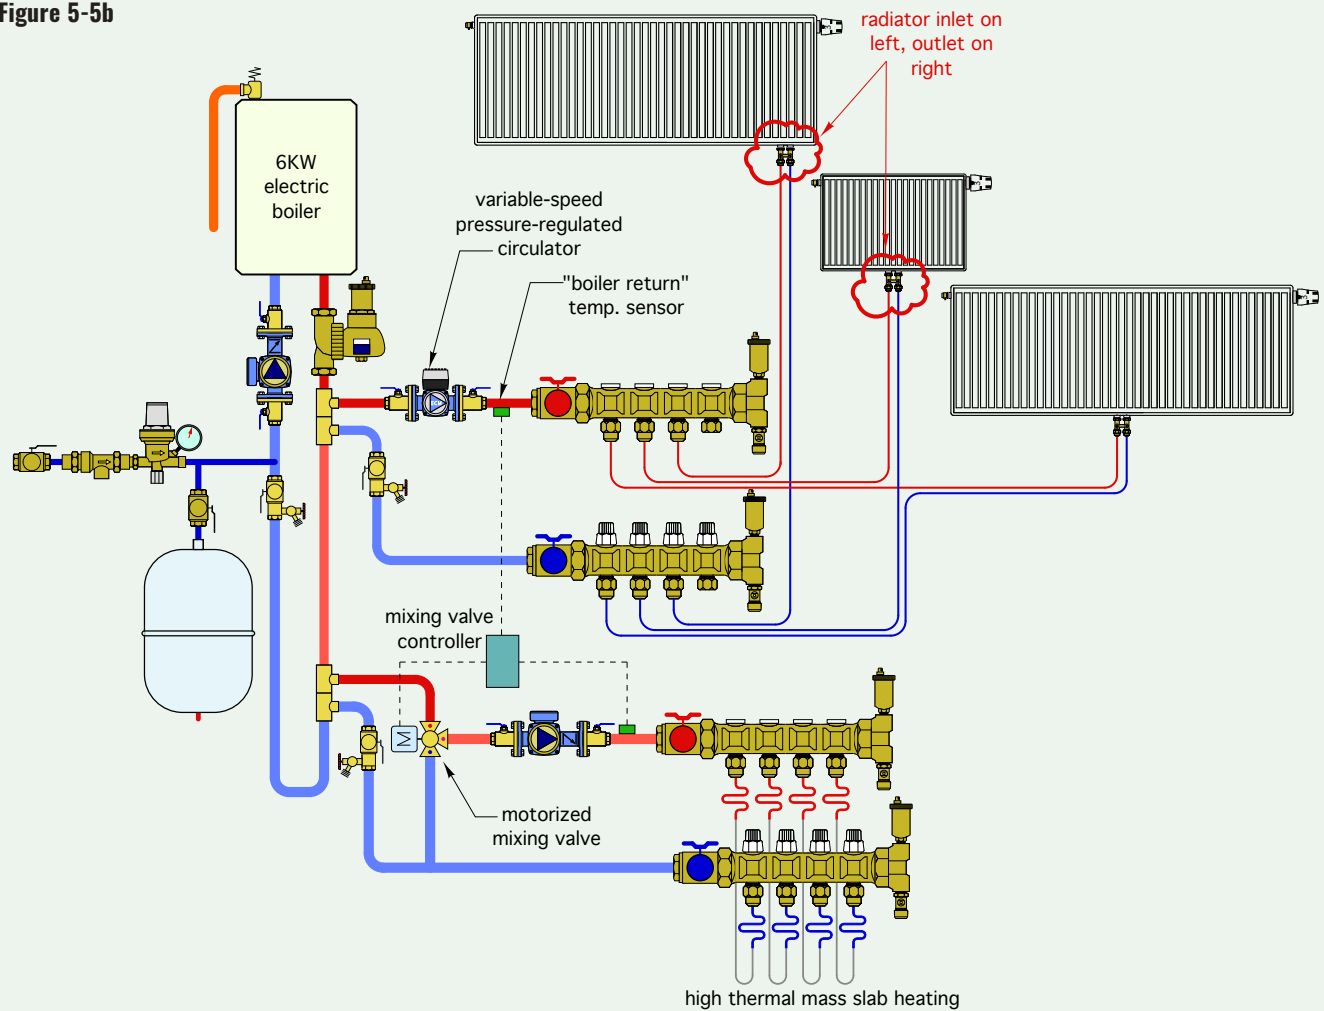 Figure 5-5b
radiator inlet on
left, outlet on
right
6KW
electric
boiler
variable-speed
pressure-regulated
circulator
"boiler return"
temp. sensor
ECM
mixing valve
controller
M
motorized
mixing valve
high thermal mass slab heating